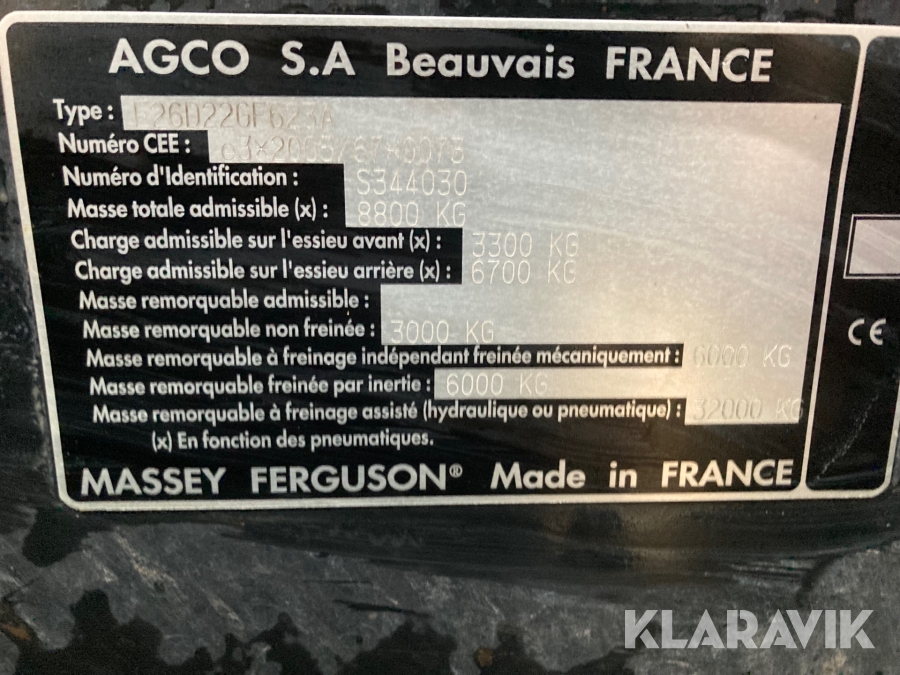 AGCO S.A Beauvais FRANCE
Type :
Numéro CEE :
Numéro d'Identification : S344030
Masse totale admissible (x) : 8800 KG
Charge admissible sur l'essieu avant (x) : 3300 KG
Charge admissible sur l'essieu arrière (x) : 6700 KG
Masse remorquable admissible :
Masse remorquable non freinée : 3000 KG
Masse remorquable à freinage indépendant freinée mécaniquement : 6000 KG
Masse remorquable freinée par inertie : 6000 KG
Masse remorquable à freinage assisté (hydraulique ou pneumatique) : 32000 KG
(x) En fonction des pneumatiques.
MASSEY FERGUSON® Made in FRANCE
CE
KLARAVIK